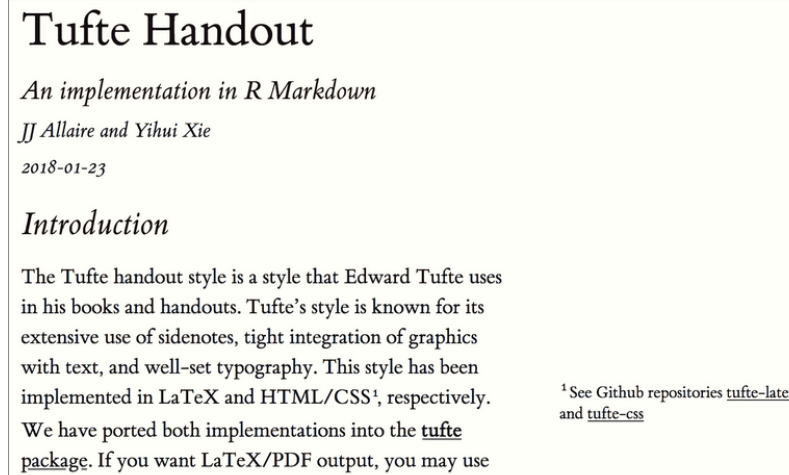 Tufte Handout
An implementation in R Markdown
JJ Allaire and Yihui Xie
2018-01-23
Introduction
The Tufte handout style is a style that Edward Tufte uses
in his books and handouts. Tufte's style is known for its
extensive use of sidenotes, tight integration of graphics
with text, and well-set typography. This style has been
implemented in LaTeX and HTML/CSS¹, respectively.
We have ported both implementations into the tufte
package. If you want LaTeX/PDF output, you may use
¹ See Github repositories tufte-late
and tufte-css